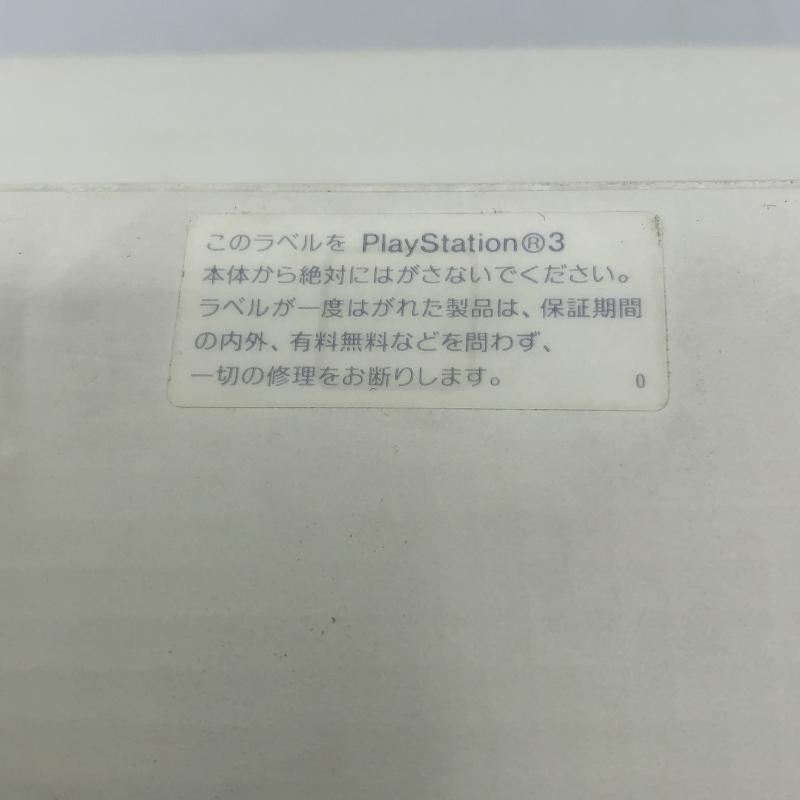 このラベルを PlayStation®3
本体から絶対にはがさないでください。
ラベルが一度はがれた製品は、保証期間
の内外、有料無料などを問わず、
一切の修理をお断りします。 0